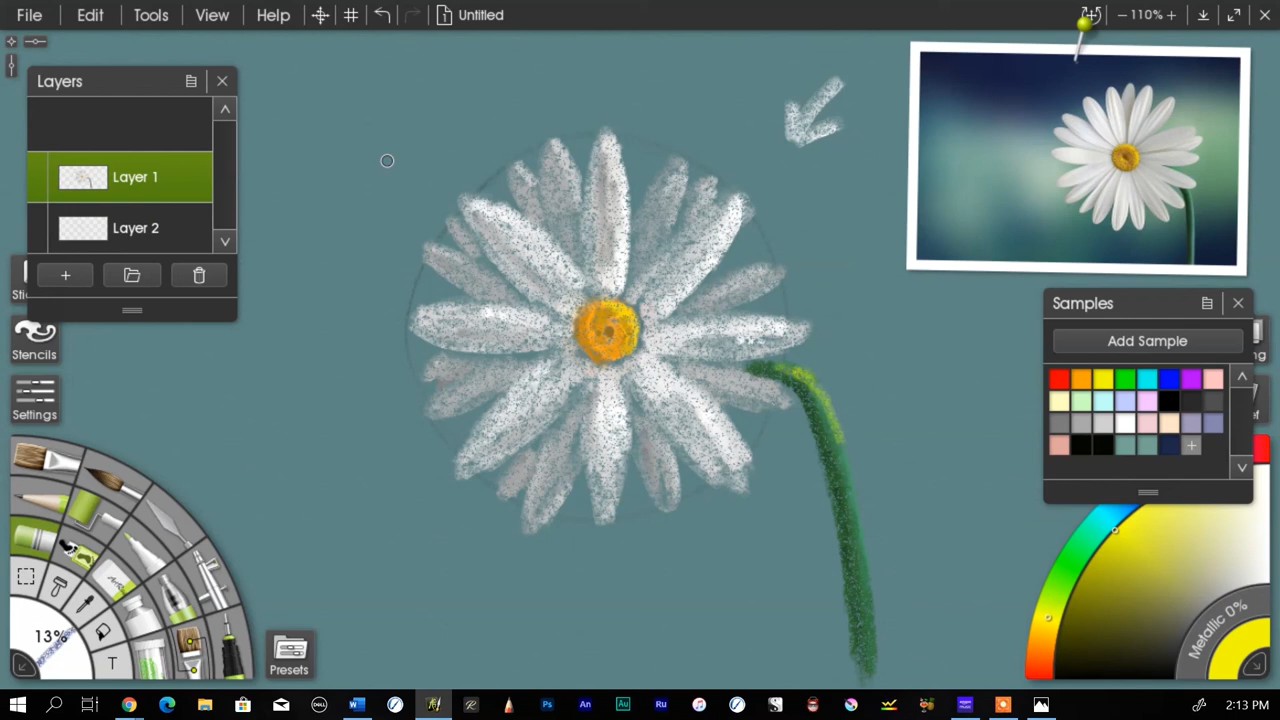 File Edit Tools View Help Untitled 110%
Layers
Layer 1
Layer 2
Stencils
Settings
Samples
Add Sample
Metallic 0%
13%
T
Presets
2:13 PM